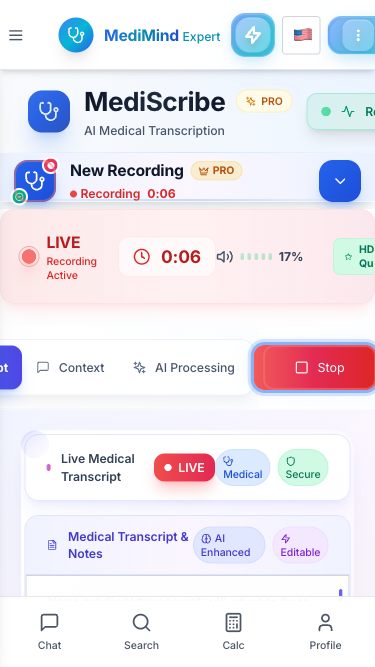 MediMind Expert
MediScribe
PRO
AI Medical Transcription
New Recording
PRO
Recording 0:06
LIVE
Recording
Active
0:06
17%
HD
Qu
Context
AI Processing
Stop
Live Medical
Transcript
LIVE
Medical
Secure
Medical Transcript &
Notes
AI
Enhanced
Editable
Chat
Search
Calc
Profile